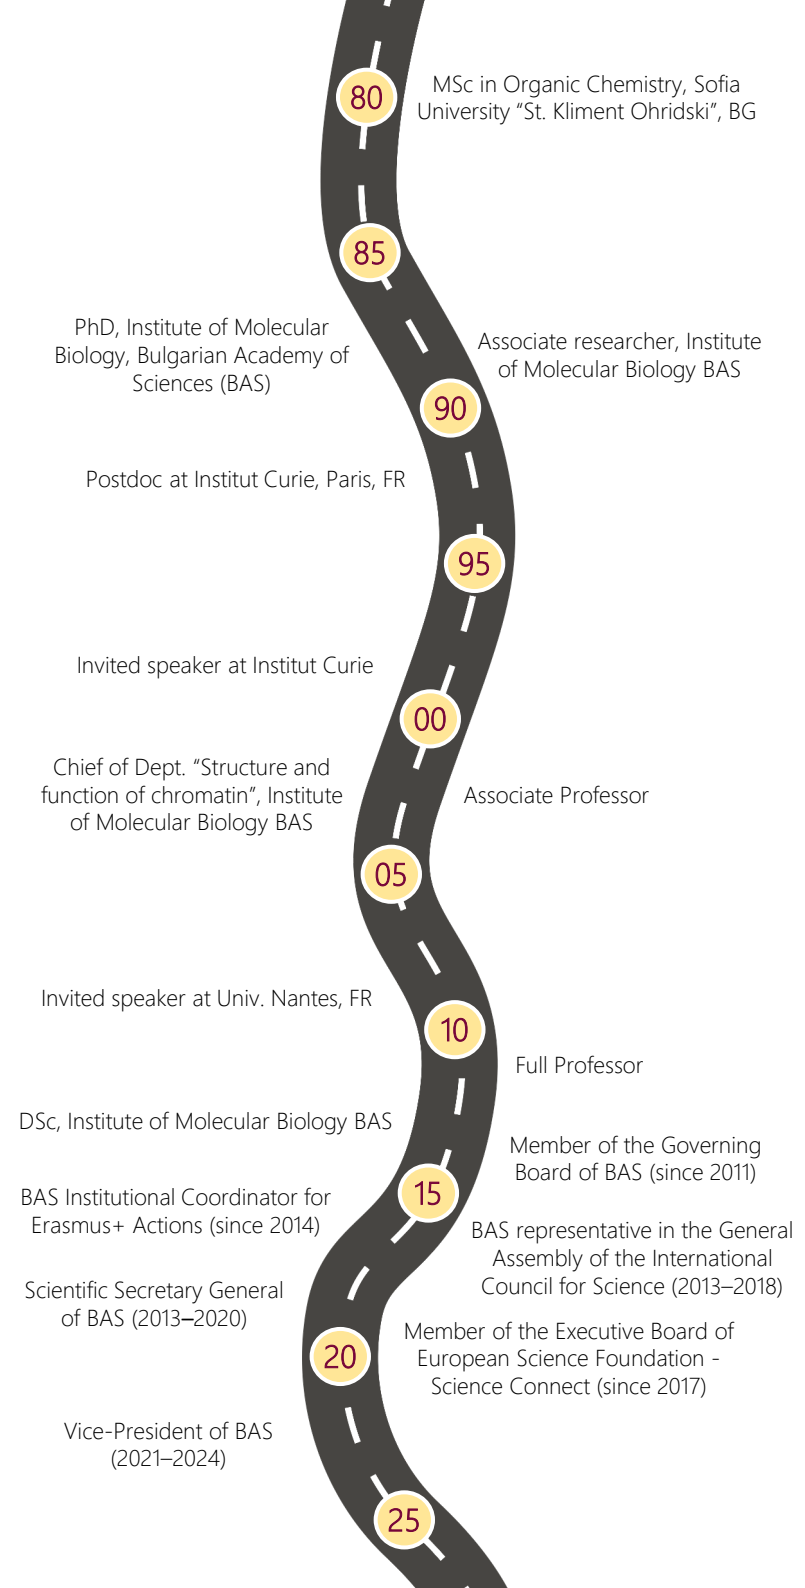 80
MSc in Organic Chemistry, Sofia
University “St. Kliment Ohridski”, BG
85
PhD, Institute of Molecular
Biology, Bulgarian Academy of
Sciences (BAS)
Associate researcher, Institute
of Molecular Biology BAS
90
Postdoc at Institut Curie, Paris, FR
95
Invited speaker at Institut Curie
00
Chief of Dept. “Structure and
function of chromatin”, Institute
of Molecular Biology BAS
Associate Professor
05
Invited speaker at Univ. Nantes, FR
10
Full Professor
DSc, Institute of Molecular Biology BAS
Member of the Governing
Board of BAS (since 2011)
15
BAS Institutional Coordinator for
Erasmus+ Actions (since 2014)
BAS representative in the General
Assembly of the International
Council for Science (2013–2018)
Scientific Secretary General
of BAS (2013–2020)
20
Member of the Executive Board of
European Science Foundation -
Science Connect (since 2017)
Vice-President of BAS
(2021–2024)
25